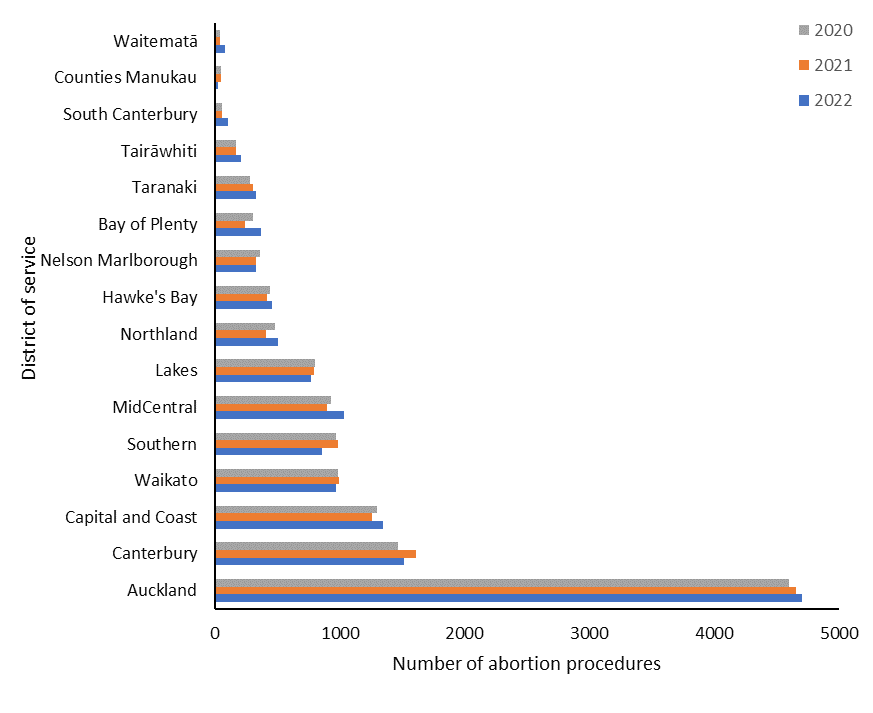 2020
2021
2022
District of service
Waitematā
Counties Manukau
South Canterbury
Tairāwhiti
Taranaki
Bay of Plenty
Nelson Marlborough
Hawke's Bay
Northland
Lakes
MidCentral
Southern
Waikato
Capital and Coast
Canterbury
Auckland
0 1000 2000 3000 4000 5000
Number of abortion procedures